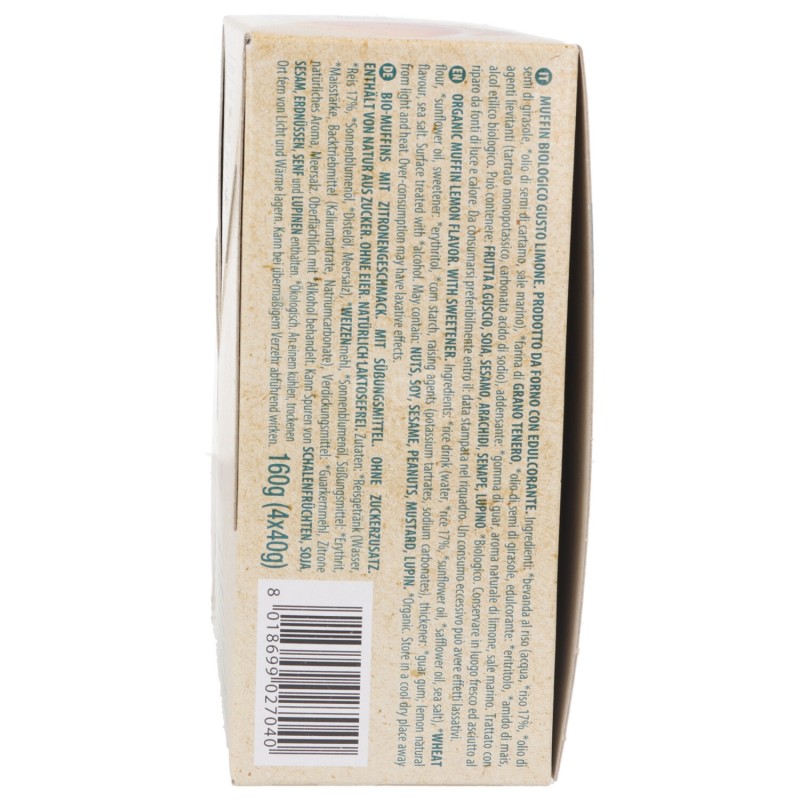 IT MUFFIN BIOLOGICO GUSTO LIMONE. PRODOTTO DA FORNO CON EDULCORANTE. Ingredienti: *bevanda al riso (acqua, *riso 17%, *olio di
semi di girasole, *olio di semi di cartamo, sale marino), *farina di GRANO TENERO, *olio di semi di girasole, edulcorante: *eritritolo, *amido di mais,
agenti lievitanti (tartrato monopotassico, carbonato acido di sodio), addensante: *gomma di guar, aroma naturale di limone, sale marino. Trattato con
alcol etilico biologico. Può contenere: FRUTTA A GUSCIO, SOIA, SESAMO, ARACHIDI, SENAPE, LUPINO. *Biologico. Conservare in luogo fresco ed asciutto al
riparo da fonti di luce e calore. Da consumarsi preferibilmente entro il: data stampata nel riquadro. Un consumo eccessivo può avere effetti lassativi.
EN ORGANIC MUFFIN LEMON FLAVOR. WITH SWEETENER. Ingredients: *rice drink (water, *rice 17%, *sunflower oil, *safflower oil, sea salt), *WHEAT
flour, *sunflower oil, sweetener: *erythritol, *corn starch, raising agents (potassium tartrates, sodium carbonates), thickener: *guar gum; lemon natural
flavour, sea salt. Surface treated with *alcohol. May contain: NUTS, SOY, SESAME, PEANUTS, MUSTARD, LUPIN. *Organic. Store in a cool dry place away
from light and heat. Over-consumption may have laxative effects.
DE BIO-MUFFINS MIT ZITRONENGESCHMACK. MIT SÜßUNGSMITTEL. OHNE ZUCKERZUSATZ.
ENTHÄLT VON NATUR AUS ZUCKER. OHNE EIER. NATÜRLICH LAKTOSEFREI. Zutaten: *Reisgetränk (Wasser,
*Reis 17%, *Sonnenblumenöl, *Distelöl, Meersalz), *WEIZENmehl, *Sonnenblumenöl, Süßungsmittel: *Erythrit,
*Maisstärke, Backtriebmittel (Kaliumtartrate, Natriumcarbonate), Verdickungsmittel: *Guarkernmehl, Zitrone
natürliches Aroma, Meersalz. Oberflächlich mit *Alkohol behandelt. Kann Spuren von SCHALENFRÜCHTEN, SOJA,
SESAM, ERDNÜSSEN, SENF und LUPINEN enthalten. *Ökologisch. An einem kühlen, trockenen
Ort fern von Licht und Wärme lagern. Kann bei übermäßigem Verzehr abführend wirken.
160g (4x40g)
8 018699 027040